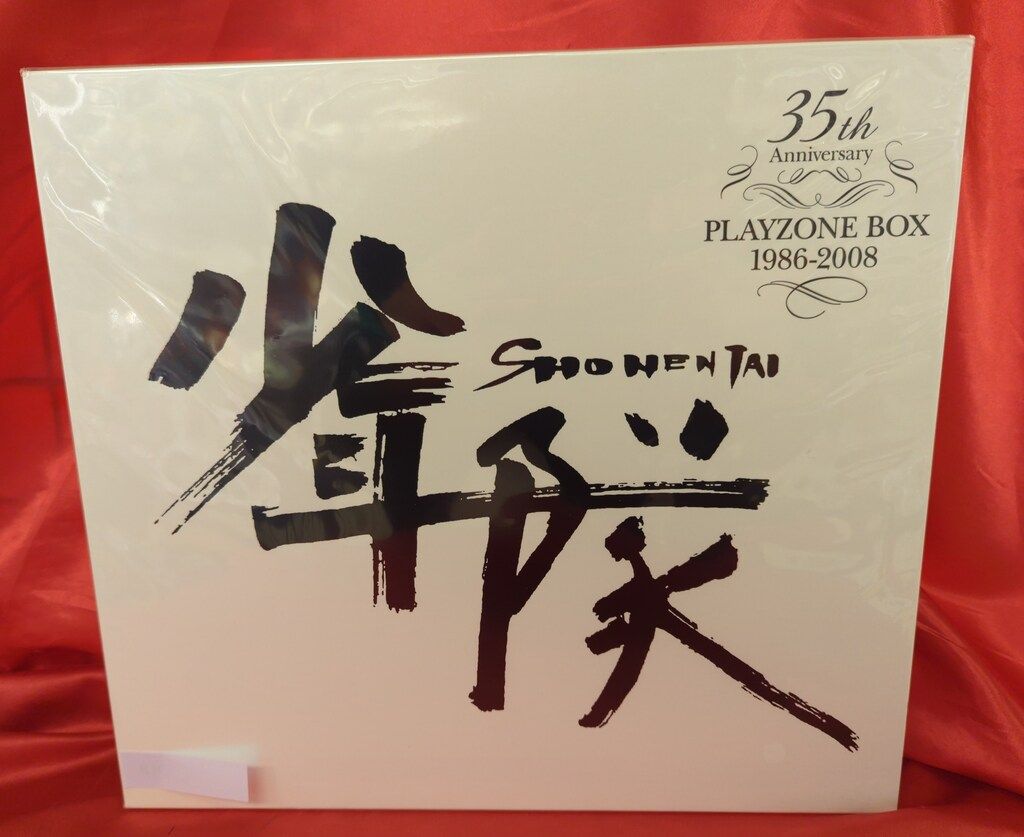 35th
Anniversary
PLAYZONE BOX
1986-2008
SHONENTAI
少年隊